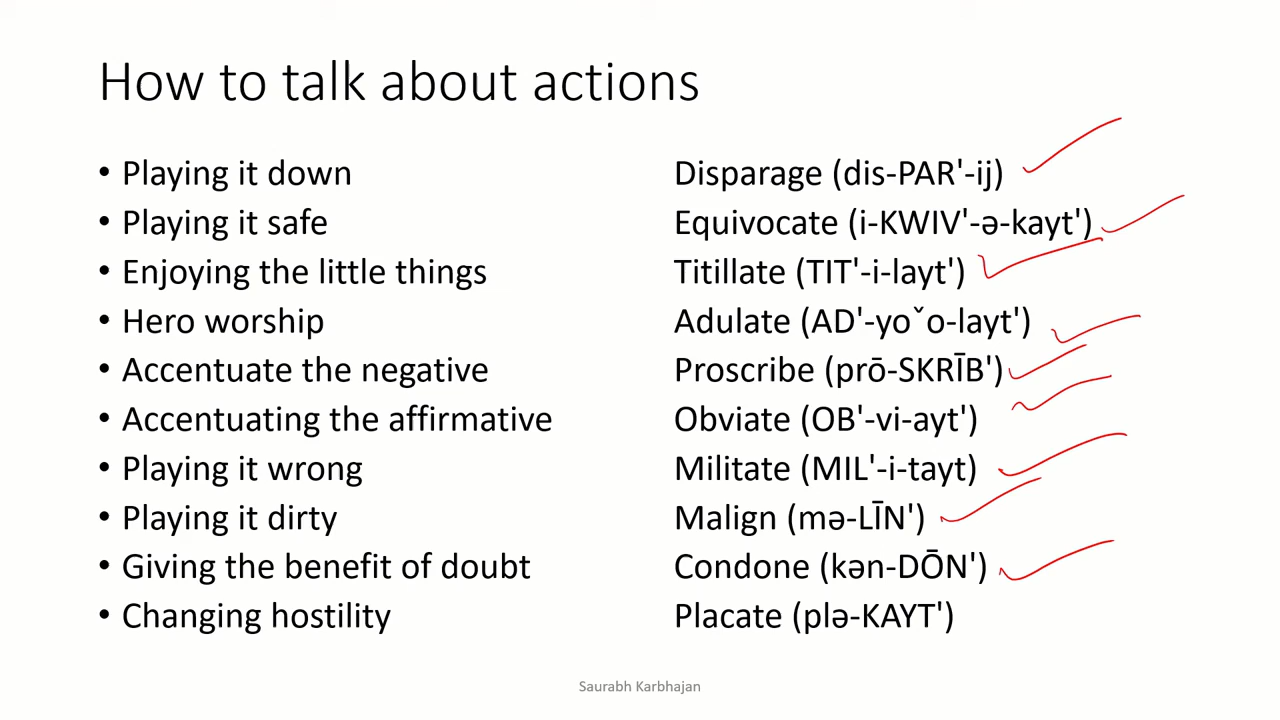 How to talk about actions
• Playing it down Disparage (dis-PAR'-ij)
• Playing it safe Equivocate (i-KWIV'-ə-kayt')
• Enjoying the little things Titillate (TIT'-i-layt')
• Hero worship Adulate (AD'-yoˇo-layt')
• Accentuate the negative Proscribe (prō-SKRĪB')
• Accentuating the affirmative Obviate (OB'-vi-ayt')
• Playing it wrong Militate (MIL'-i-tayt)
• Playing it dirty Malign (mə-LĪN')
• Giving the benefit of doubt Condone (kən-DŌN')
• Changing hostility Placate (plə-KAYT')
Saurabh Karbhajan